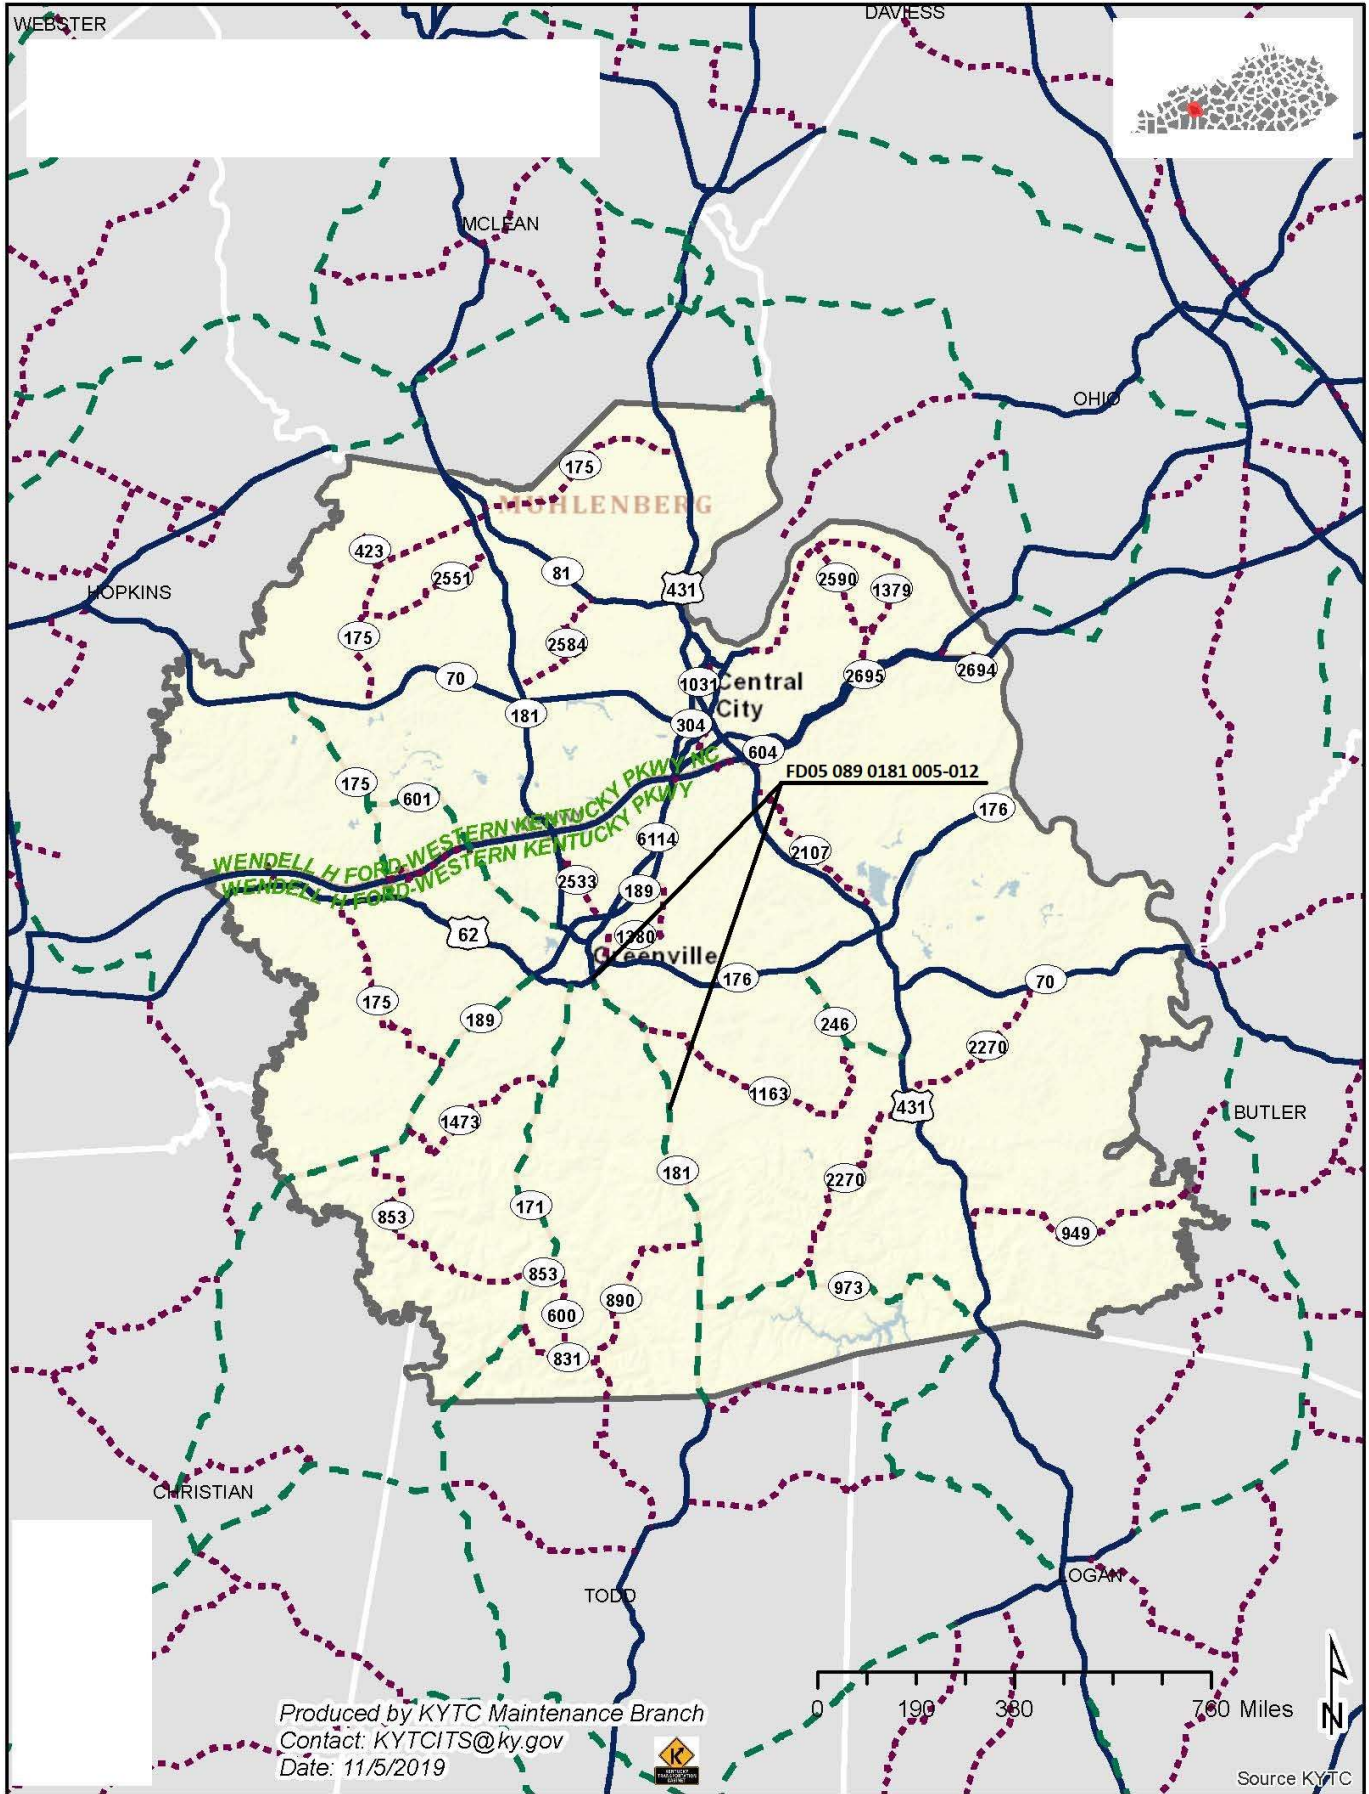 WEBSTER
DAVIESS
MCLEAN
OHIO
175
MUHLENBERG
423
2551
81
431
2590
1379
HOPKINS
175
2584
70
1031
Central
City
2695
2694
181
304
604
FD05 089 0181 005-012
175
601
176
WENDELL H FORD-WESTERN KENTUCKY PKWY NC
WENDELL H FORD-WESTERN KENTUCKY PKWY
6114
2107
2533
189
62
1380
Greenville
176
70
175
189
246
2270
1163
431
1473
BUTLER
181
2270
171
853
949
853
973
890
600
831
CHRISTIAN
TODD
LOGAN
0 190 380 760 Miles
N
Produced by KYTC Maintenance Branch
Contact: KYTCITS@ky.gov
Date: 11/5/2019
KENTUCKY
TRANSPORTATION
CABINET
Source KYTC